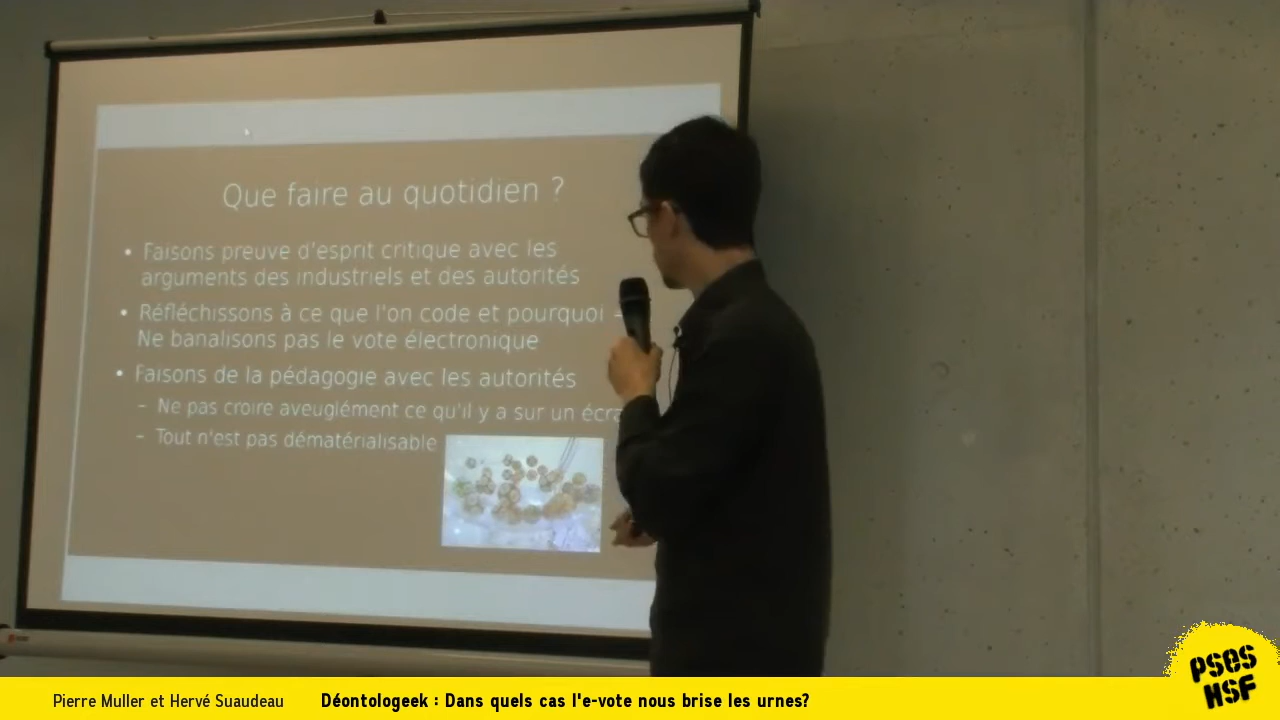 Que faire au quotidien ?
• Faisons preuve d'esprit critique avec les
arguments des industriels et des autorités
• Réfléchissons à ce que l'on code et pourquoi –
Ne banalisons pas le vote électronique
• Faisons de la pédagogie avec les autorités
– Ne pas croire aveuglément ce qu'il y a sur un écra
– Tout n'est pas dématérialisable
PSES
HSF
Pierre Muller et Hervé Suaudeau Déontologeek : Dans quels cas l'e-vote nous brise les urnes?